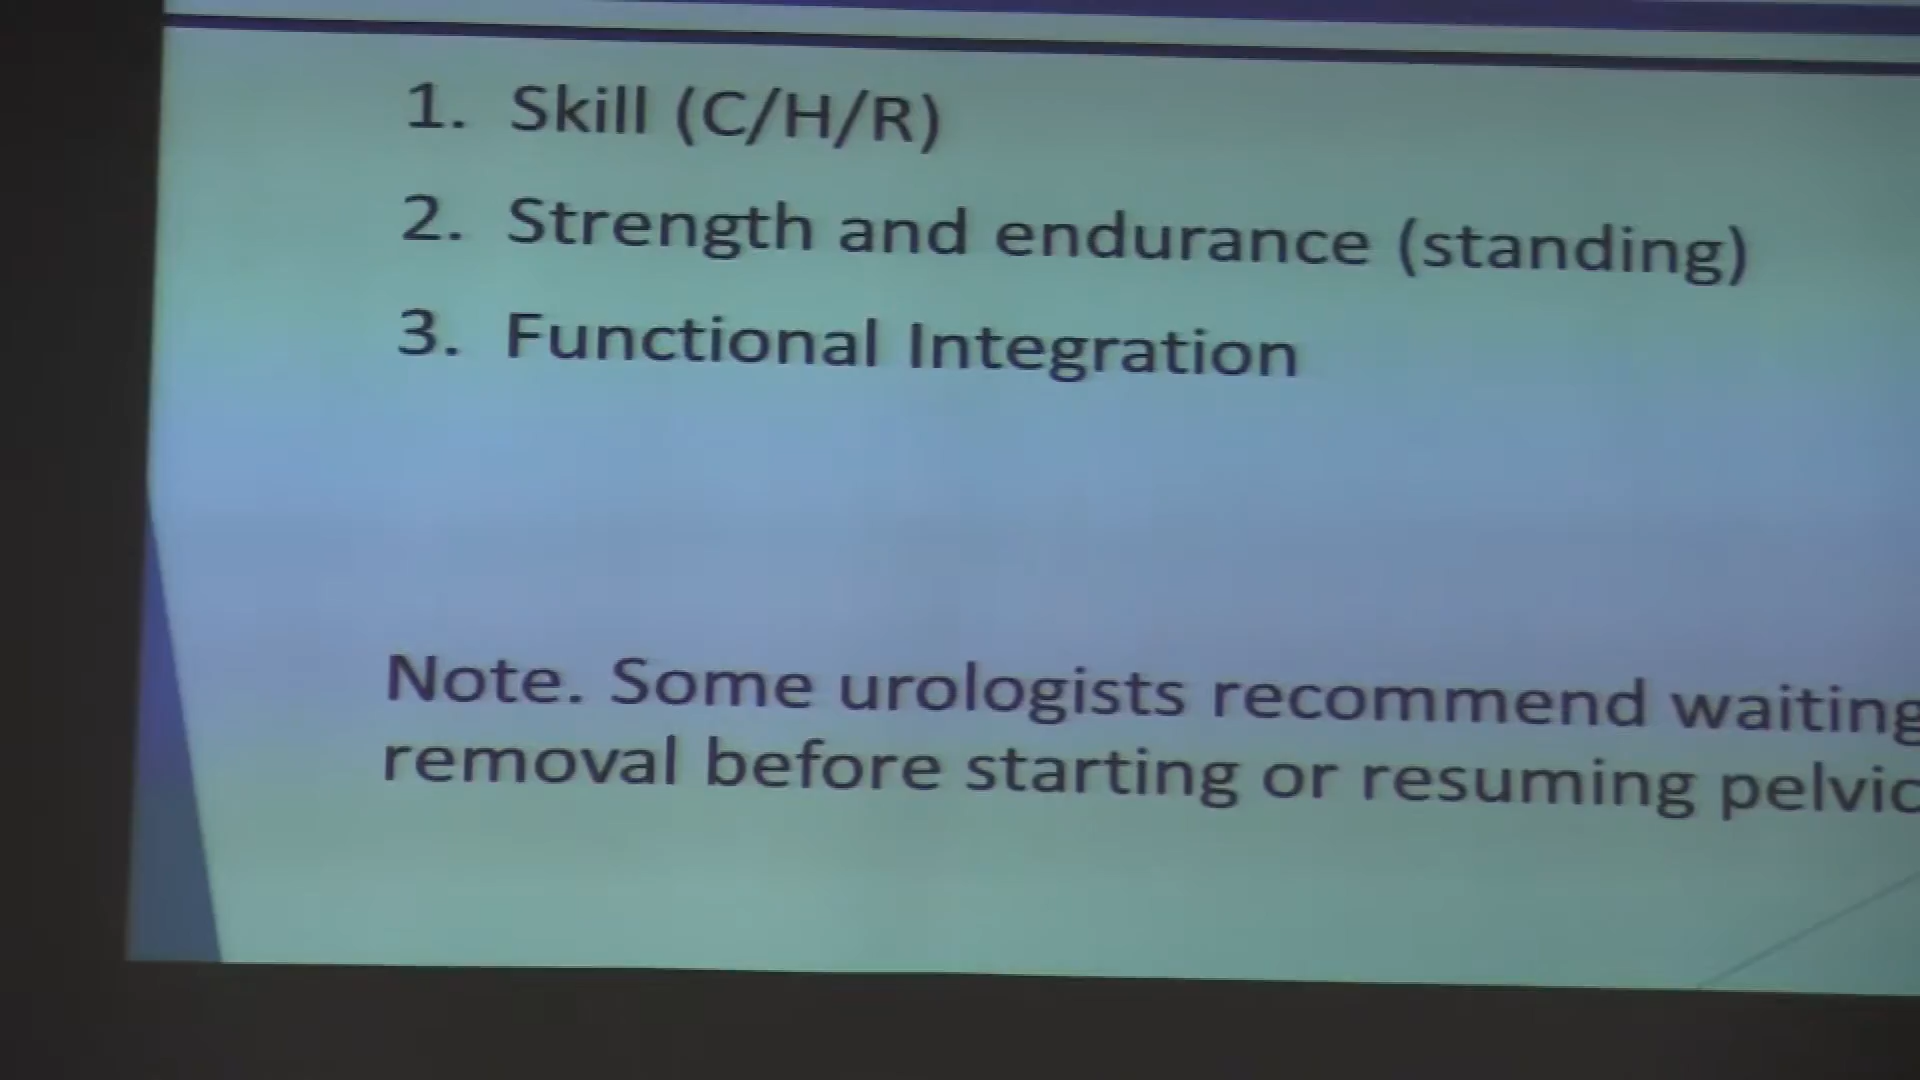 1. Skill (C/H/R)
2. Strength and endurance (standing)
3. Functional Integration
Note. Some urologists recommend waiting
removal before starting or resuming pelvic